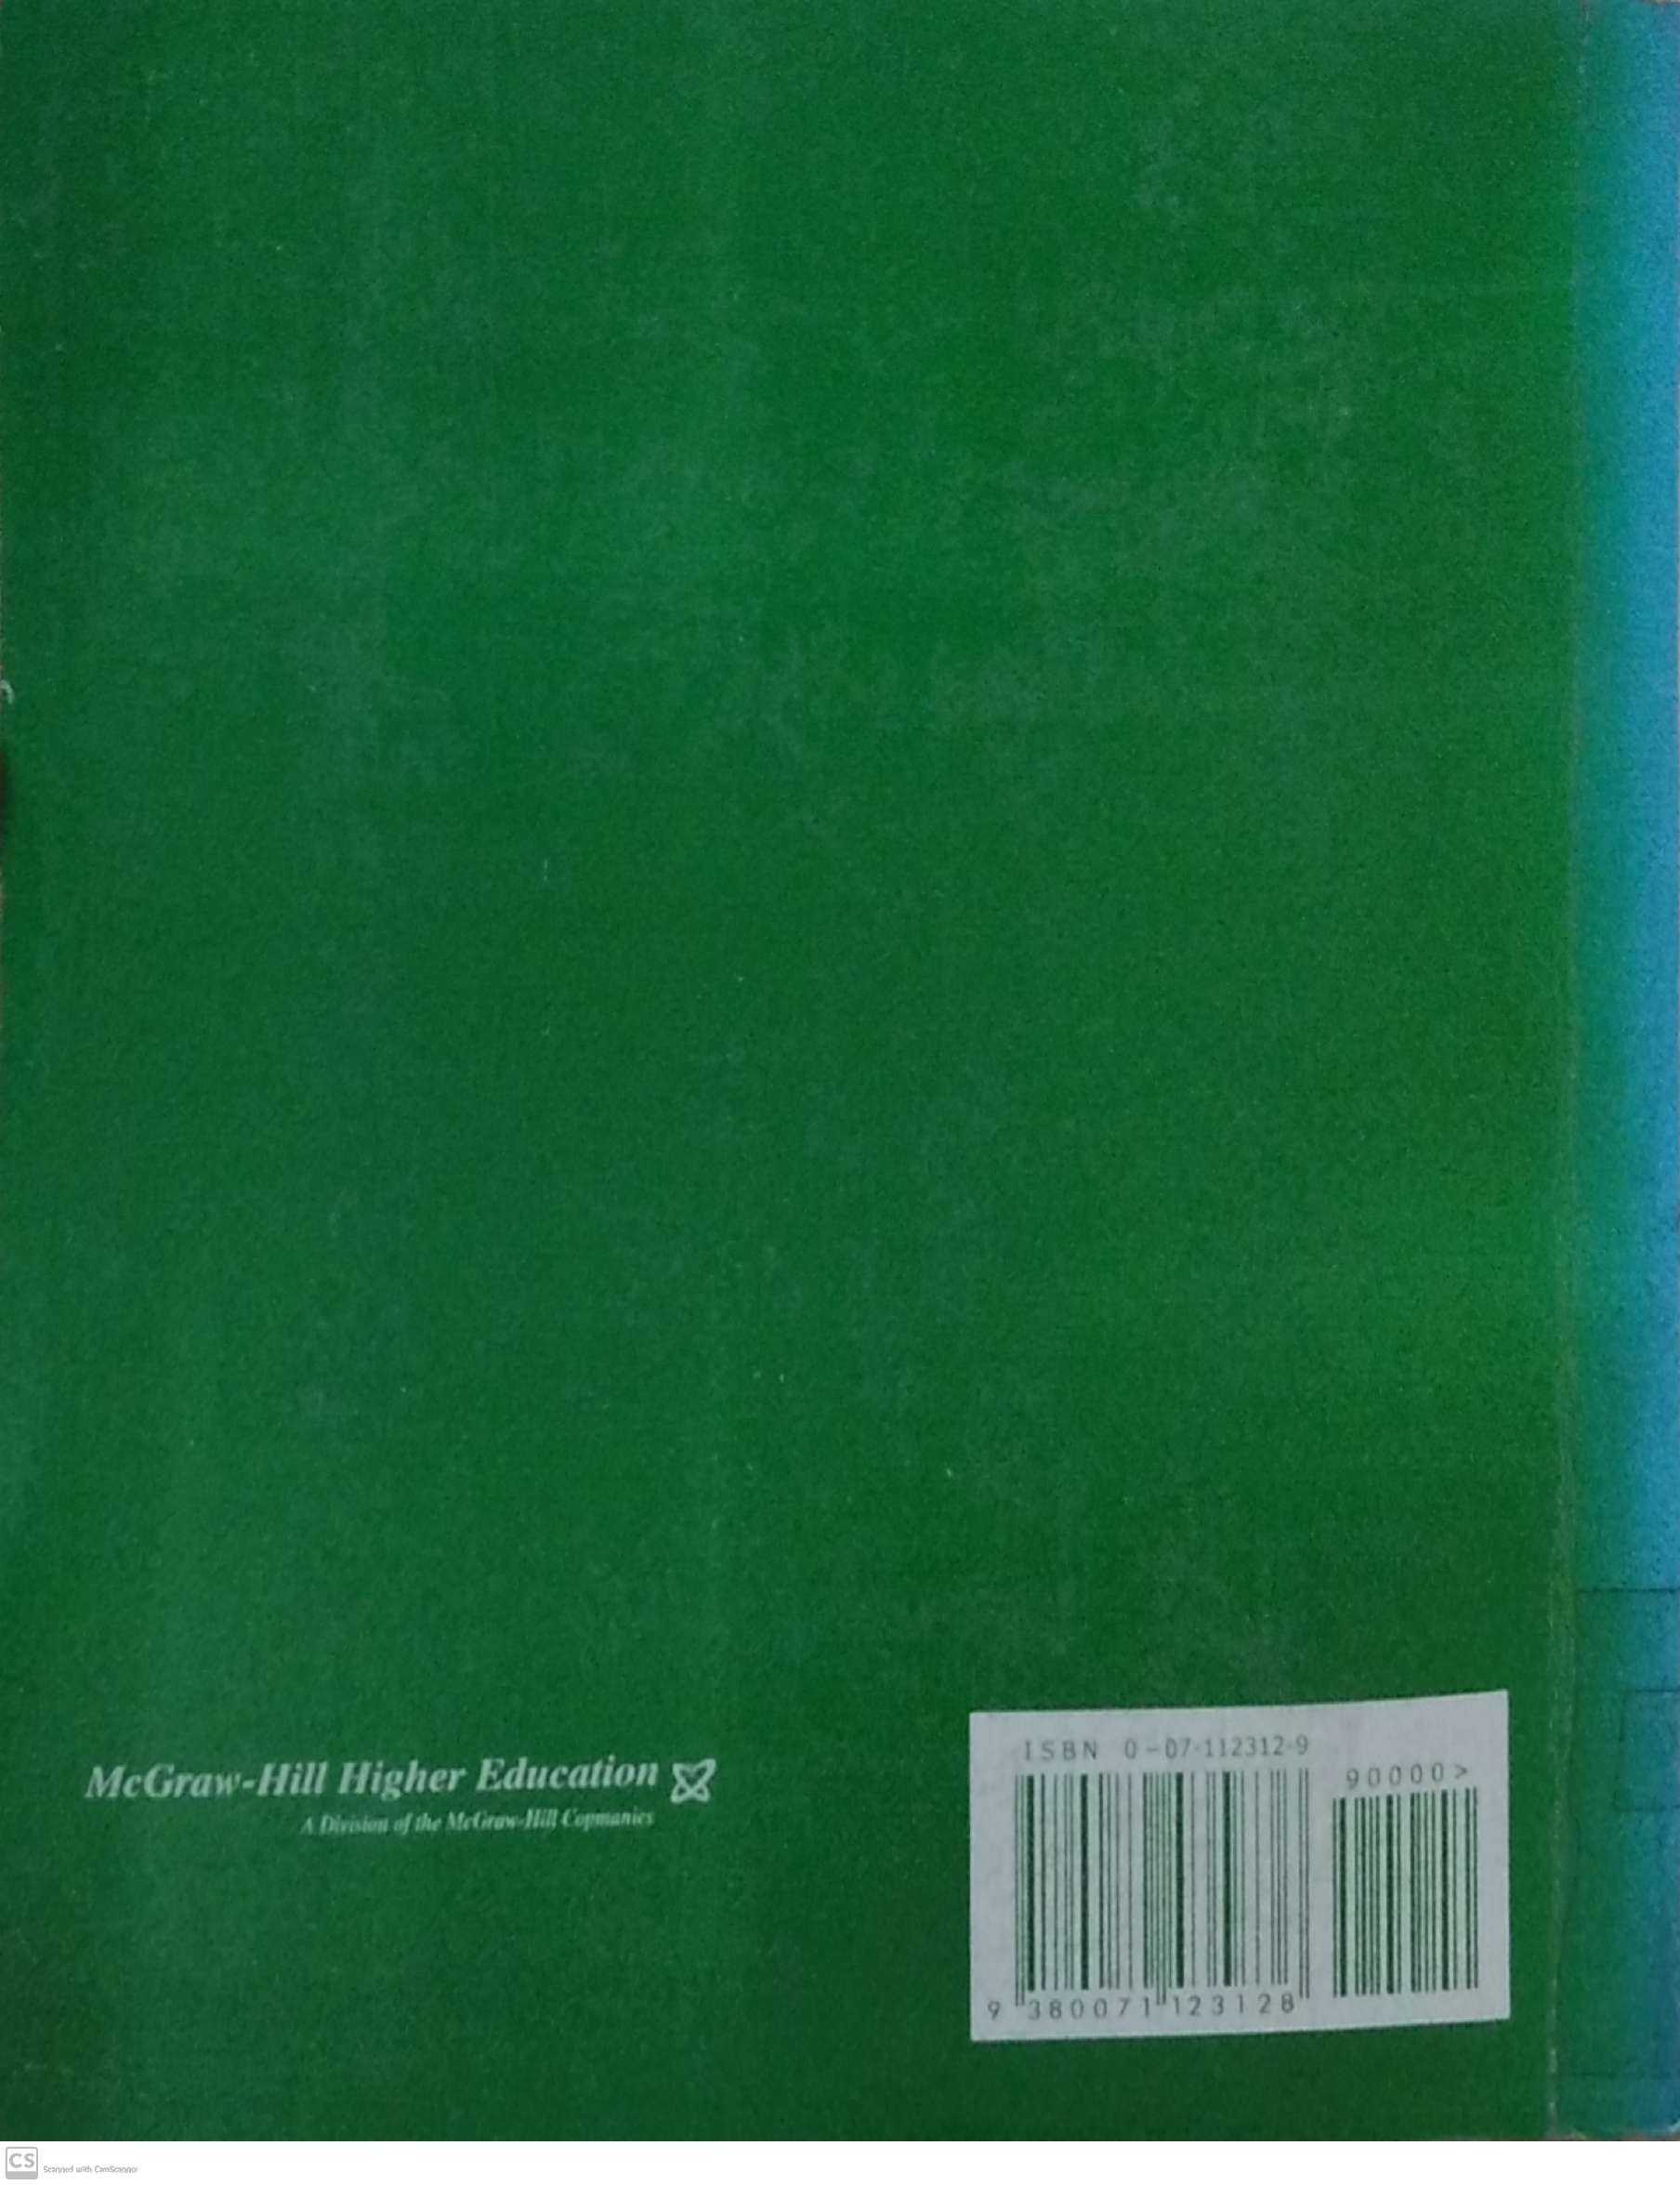 McGraw-Hill Higher Education
A Division of the McGraw-Hill Copmanies
ISBN 0-07-112312-9
90000>
9 380071 123128
CS Scanned with CamScanner